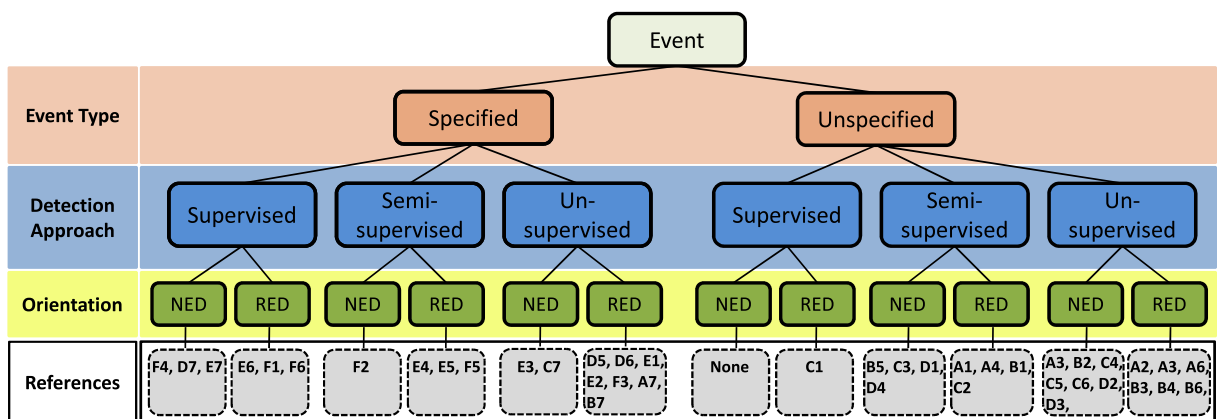 Event
Event Type
Specified
Unspecified
Detection
Approach
Supervised
Semi-
supervised
Un-
supervised
Supervised
Semi-
supervised
Un-
supervised
Orientation
NED
RED
NED
RED
NED
RED
NED
RED
NED
RED
NED
RED
References
F4, D7, E7
E6, F1, F6
F2
E4, E5, F5
E3, C7
D5, D6, E1,
E2, F3, A7,
B7
None
C1
B5, C3, D1,
D4
A1, A4, B1,
C2
A3, B2, C4,
C5, C6, D2,
D3,
A2, A3, A6,
B3, B4, B6,